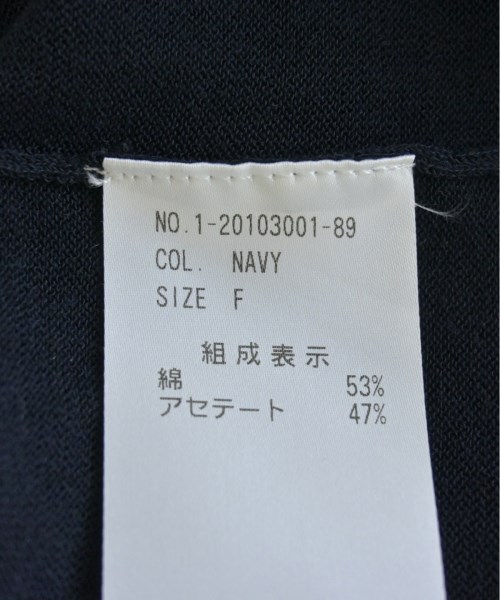 NO.1-20103001-89
COL. NAVY
SIZE F
組成表示
綿 53%
アセテート 47%